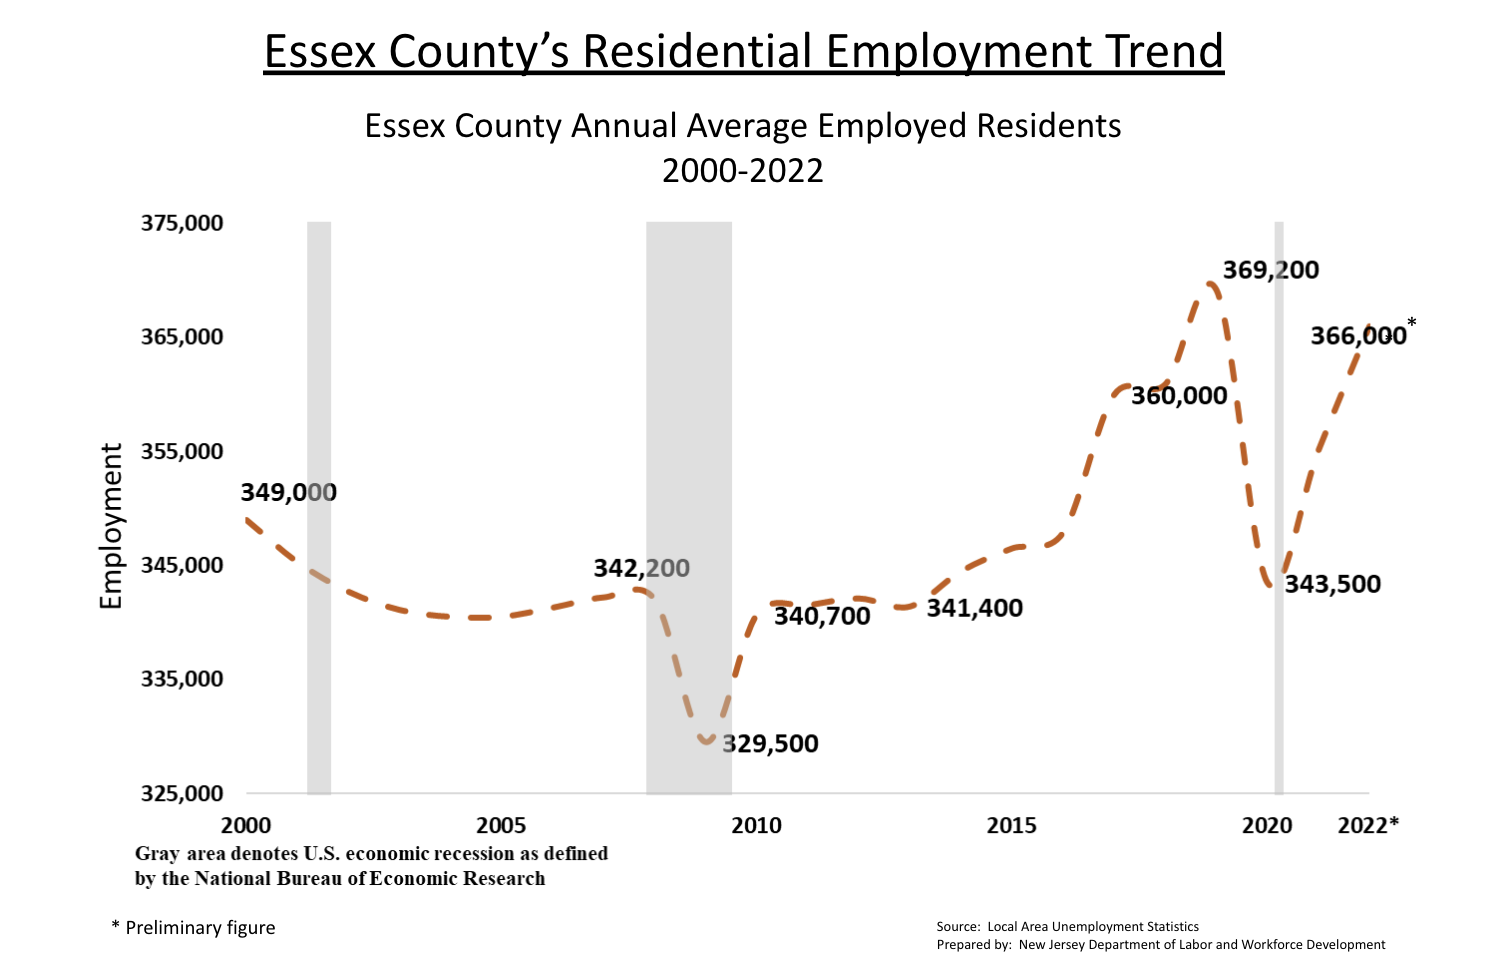 Essex County’s Residential Employment Trend
Essex County Annual Average Employed Residents
2000-2022
375,000
365,000
355,000
345,000
335,000
325,000
Employment
349,000
342,200
329,500
340,700
341,400
360,000
369,200
343,500
366,000*
*
2000
2005
2010
2015
2020
2022*
Gray area denotes U.S. economic recession as defined
by the National Bureau of Economic Research
* Preliminary figure
Source: Local Area Unemployment Statistics
Prepared by: New Jersey Department of Labor and Workforce Development